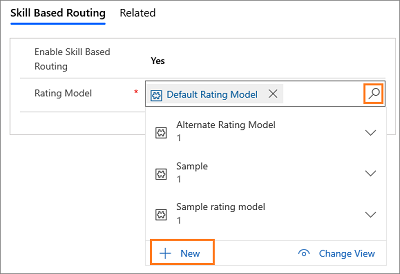 Skill Based Routing Related
Enable Skill Based
Routing
Yes
Rating Model * Default Rating Model
Alternate Rating Model
1
Sample
1
Sample rating model
1
New Change View